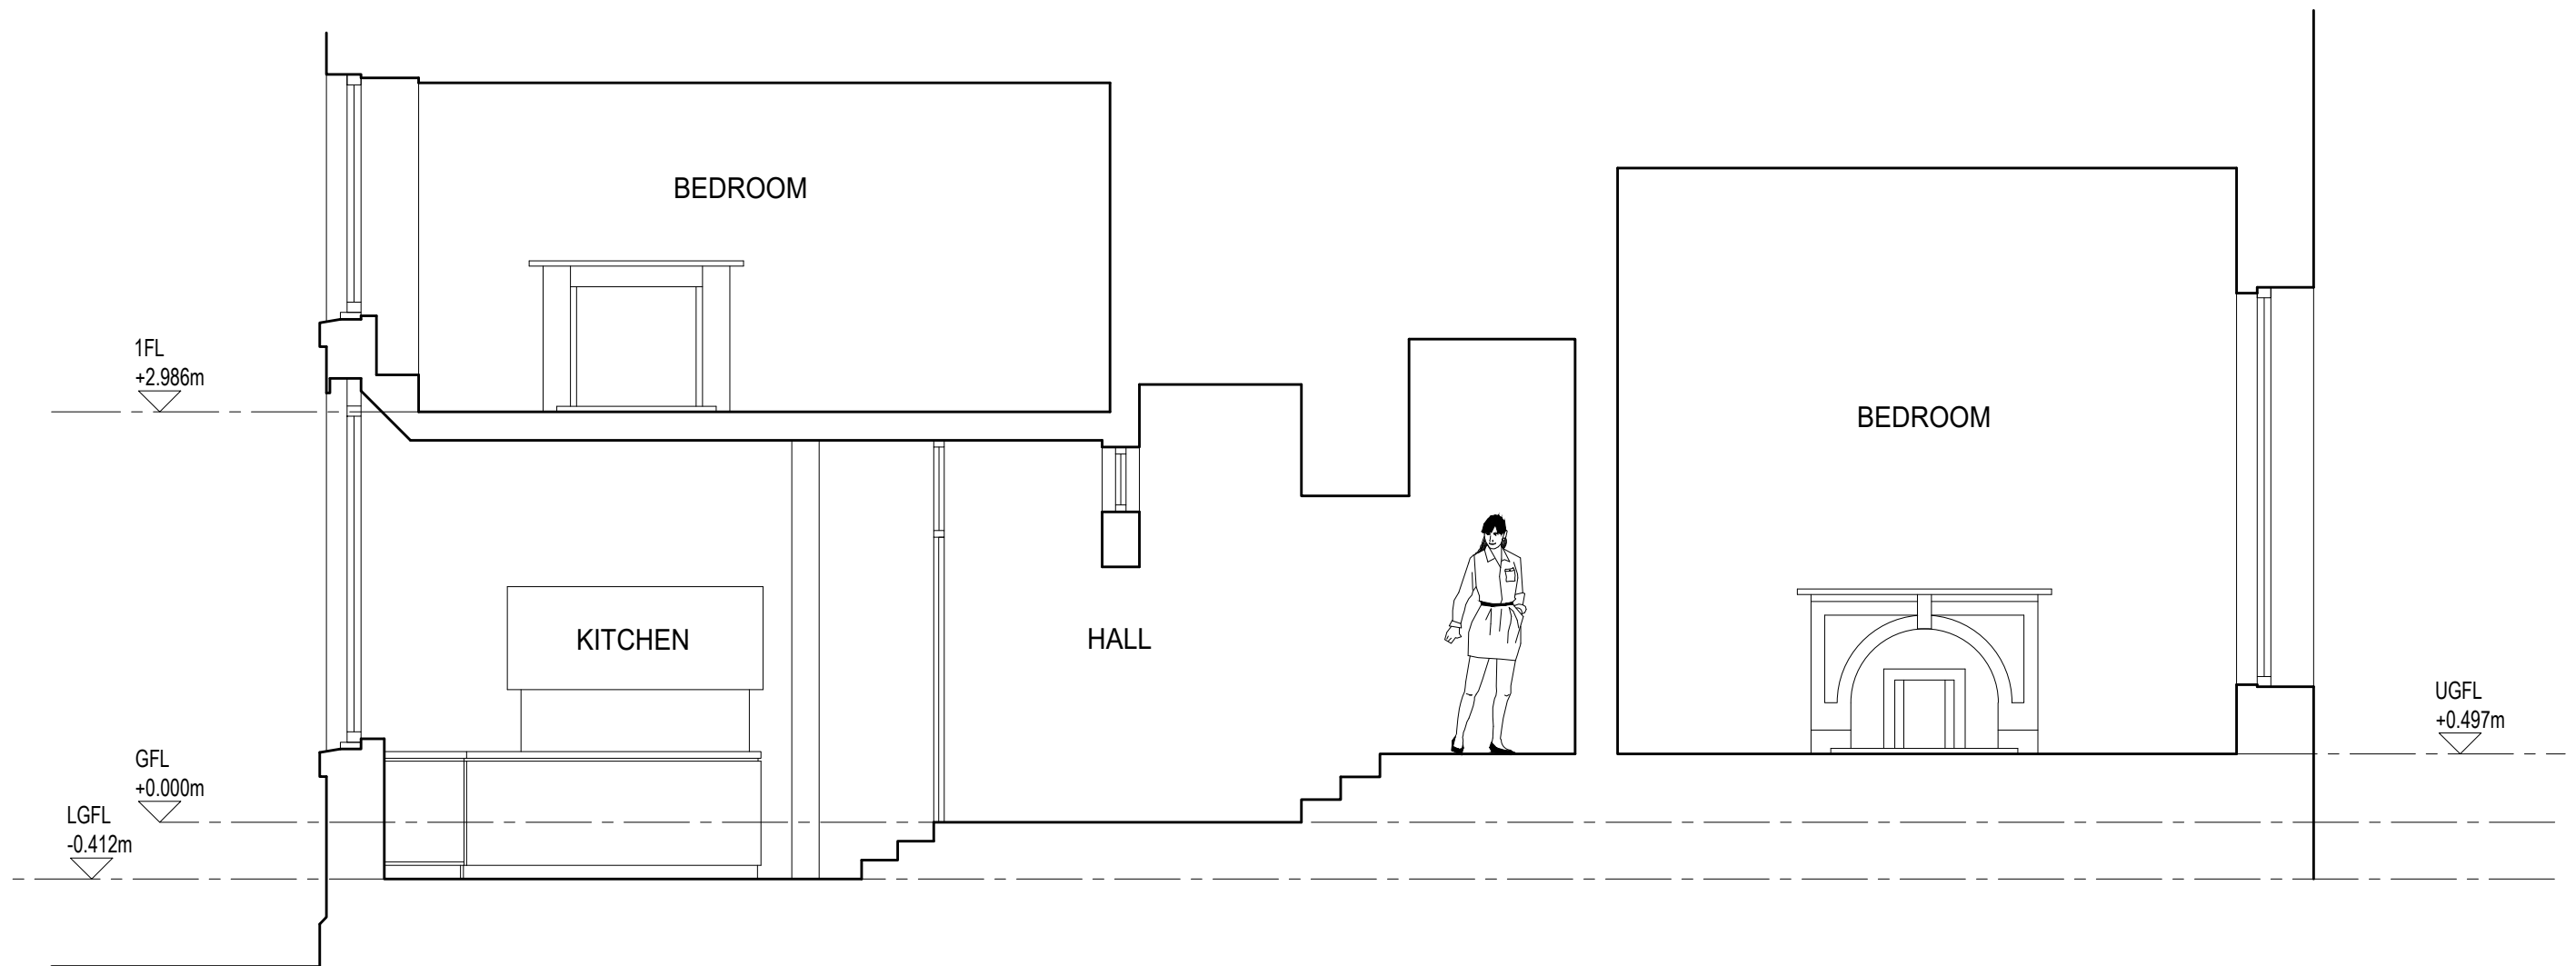 BEDROOM
1FL
+2.986m
BEDROOM
KITCHEN
HALL
UGFL
+0.497m
GFL
+0.000m
LGFL
-0.412m